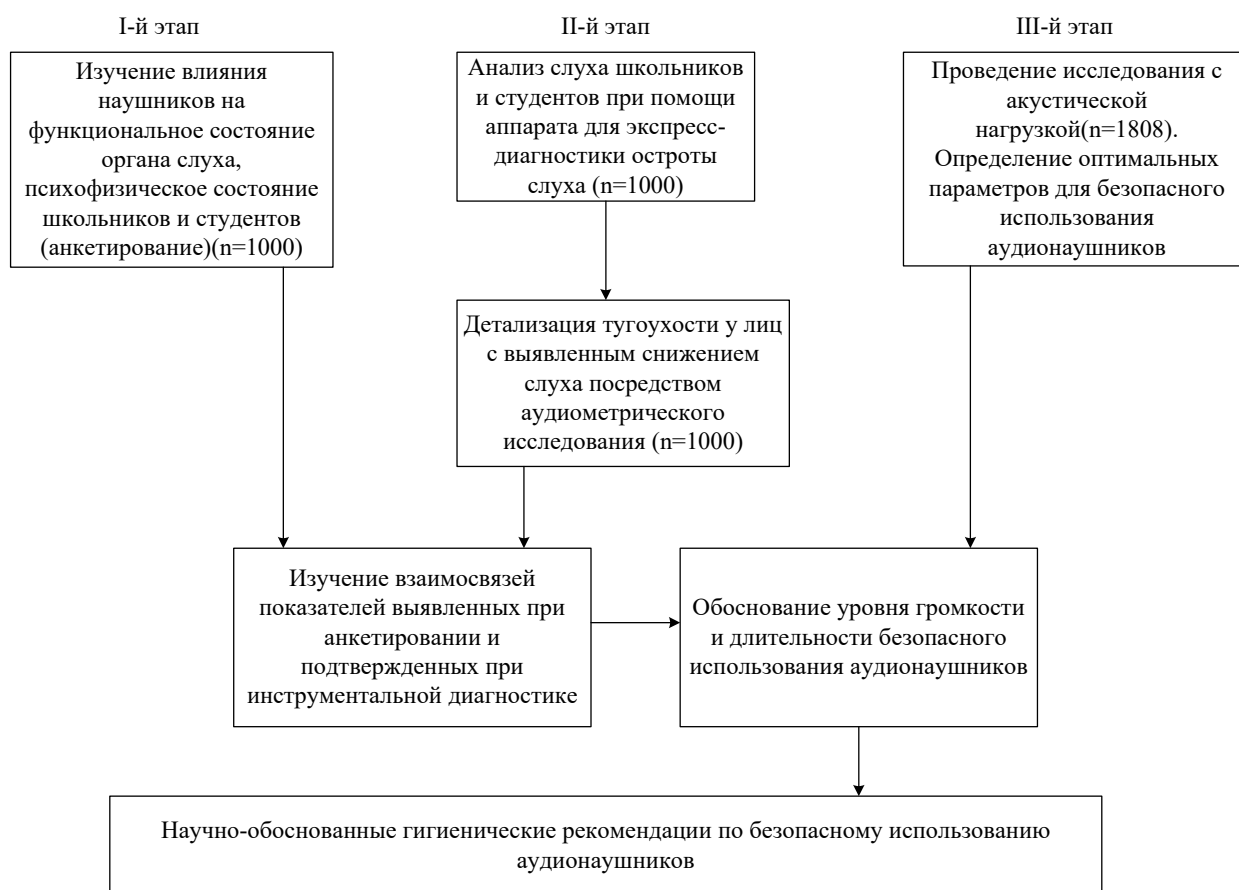 I-й этап
II-й этап
III-й этап
Изучение влияния
наушников на
функциональное состояние
органа слуха,
психофизическое состояние
школьников и студентов
(анкетирование)(n=1000)
Анализ слуха школьников
и студентов при помощи
аппарата для экспресс-
диагностики остроты
слуха (n=1000)
Проведение исследования с
акустической
нагрузкой(n=1808).
Определение оптимальных
параметров для безопасного
использования
аудионаушников
Детализация тугоухости у лиц
с выявленным снижением
слуха посредством
аудиометрического
исследования (n=1000)
Изучение взаимосвязей
показателей выявленных при
анкетировании и
подтвержденных при
инструментальной диагностике
Обоснование уровня громкости
и длительности безопасного
использования аудионаушников
Научно-обоснованные гигиенические рекомендации по безопасному использованию
аудионаушников